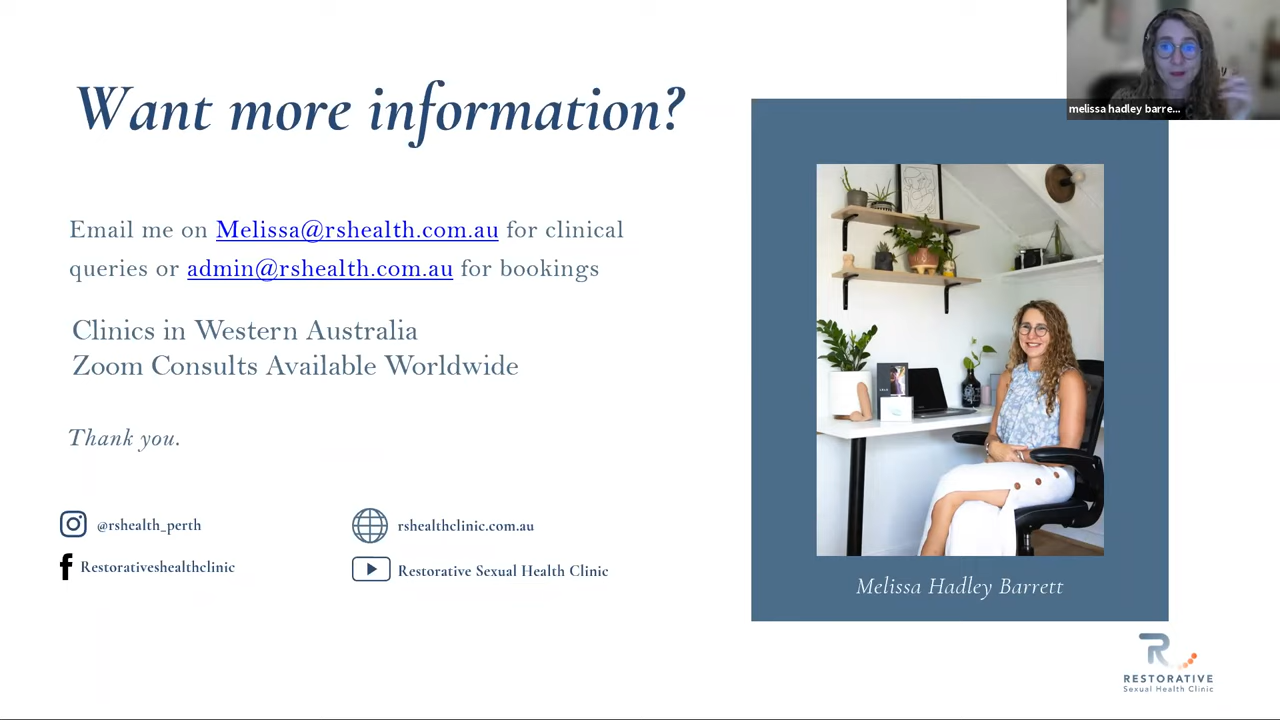 melissa hadley barre...
Want more information?
Email me on Melissa@rshealth.com.au for clinical
queries or admin@rshealth.com.au for bookings
Clinics in Western Australia
Zoom Consults Available Worldwide
Thank you.
@rshealth_perth
rshealthclinic.com.au
Restorativeshealthclinic
Restorative Sexual Health Clinic
Melissa Hadley Barrett
RESTORATIVE
Sexual Health Clinic